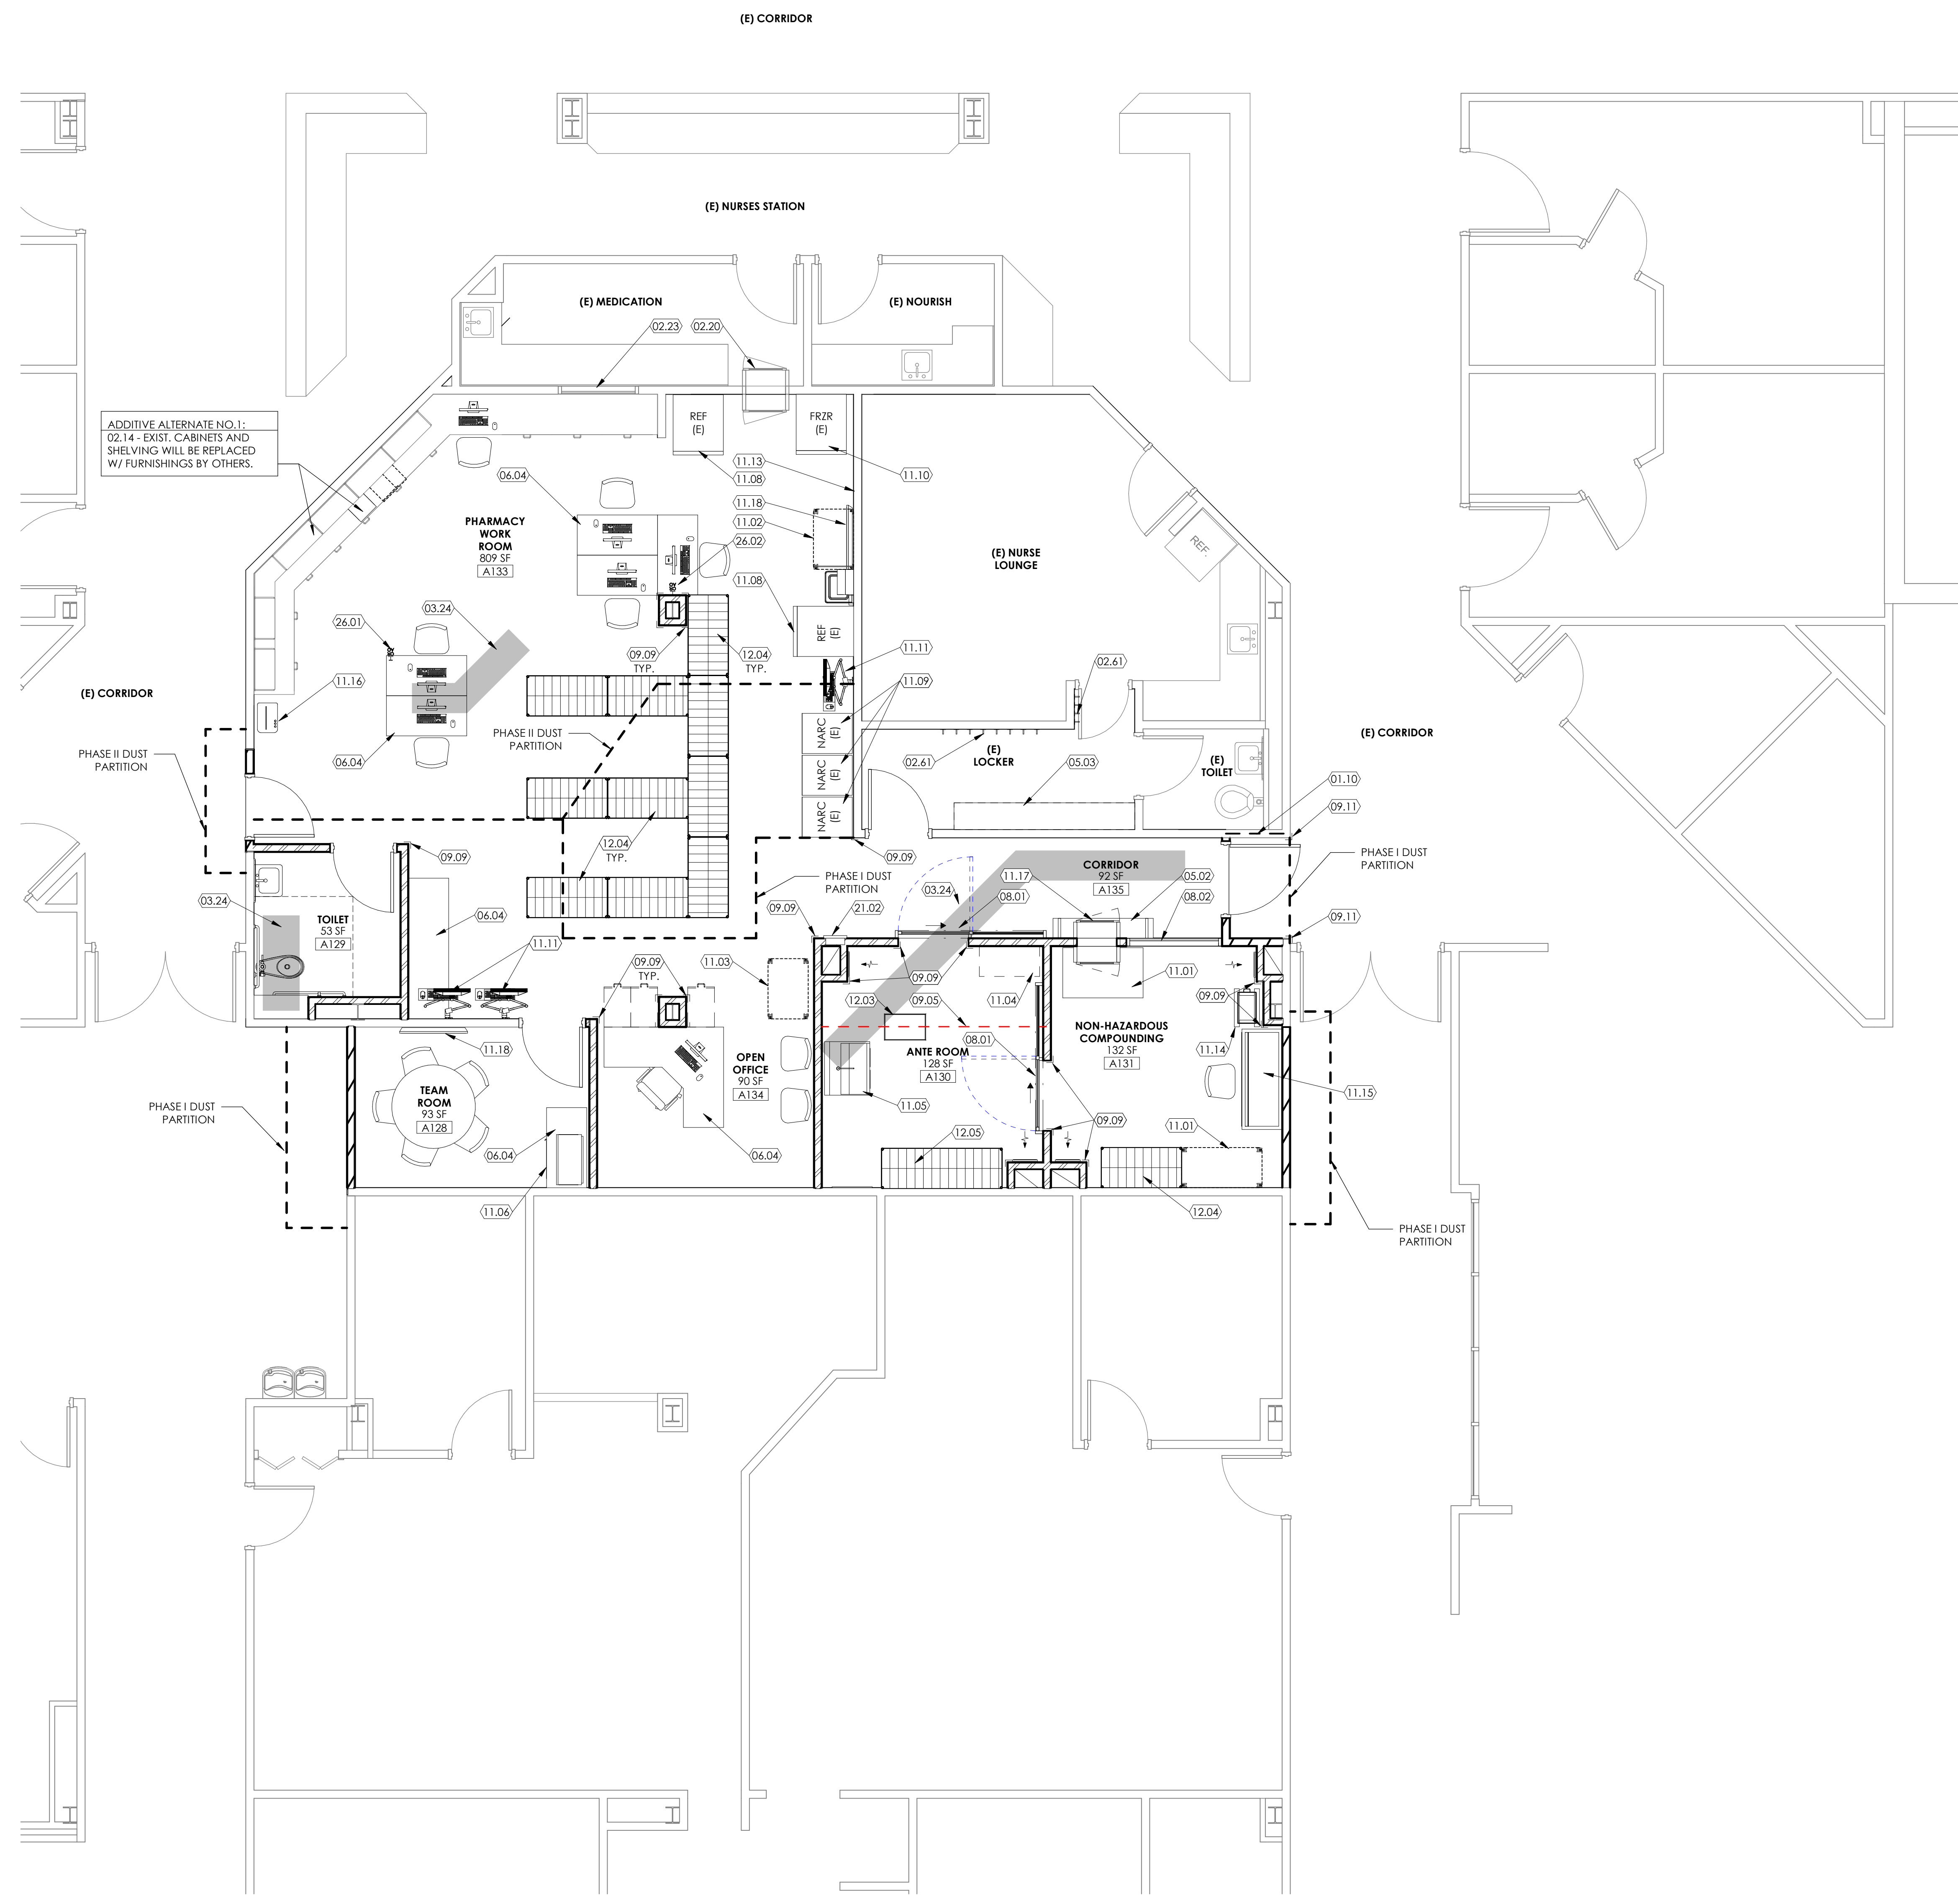 (E) CORRIDOR
(E) NURSES STATION
(E) MEDICATION
(E) NOURISH
02.23
02.20
ADDITIVE ALTERNATE NO.1:
02.14 - EXIST. CABINETS AND
SHELVING WILL BE REPLACED
W/ FURNISHINGS BY OTHERS.
REF
(E)
FRZR
(E)
11.13
11.08
11.10
06.04
11.18
11.02
26.02
PHARMACY
WORK
ROOM
809 SF
A133
(E) NURSE
LOUNGE
REF.
11.08
03.24
26.01
REF
(E)
09.09
TYP.
12.04
TYP.
11.11
02.61
11.16
11.09
(E) CORRIDOR
PHASE II DUST
PARTITION
NARC
(E)
(E) CORRIDOR
PHASE II DUST
PARTITION
06.04
NARC
(E)
02.61
(E)
LOCKER
05.03
(E)
TOILET
01.10
NARC
(E)
09.11
12.04
TYP.
09.09
09.09
PHASE I DUST
PARTITION
PHASE I DUST
PARTITION
CORRIDOR
92 SF
A135
11.17
05.02
03.24
08.01
08.02
03.24
TOILET
53 SF
A129
06.04
09.09
21.02
09.11
11.11
09.09
TYP.
11.03
09.09
11.04
11.01
12.03
09.05
09.09
NON-HAZARDOUS
COMPOUNDING
132 SF
A131
08.01
11.14
11.18
OPEN
OFFICE
90 SF
A134
ANTE ROOM
128 SF
A130
11.15
TEAM
ROOM
93 SF
A128
PHASE I DUST
PARTITION
11.05
09.09
11.01
12.05
06.04
06.04
11.06
12.04
PHASE I DUST
PARTITION